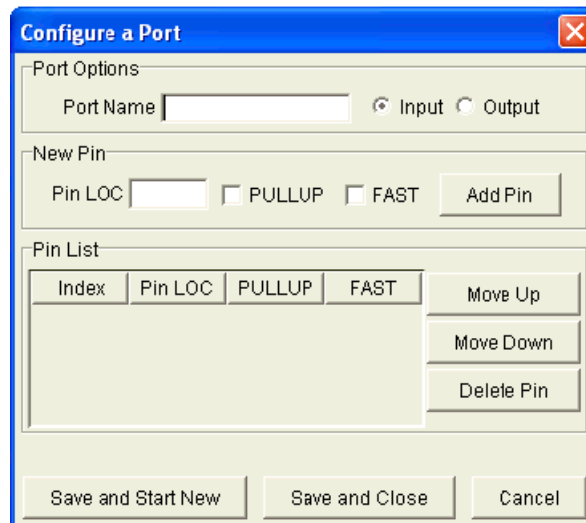 Configure a Port
Port Options
Port Name Input Output
New Pin
Pin LOC PULLUP FAST Add Pin
Pin List
Index Pin LOC PULLUP FAST
Move Up
Move Down
Delete Pin
Save and Start New Save and Close Cancel